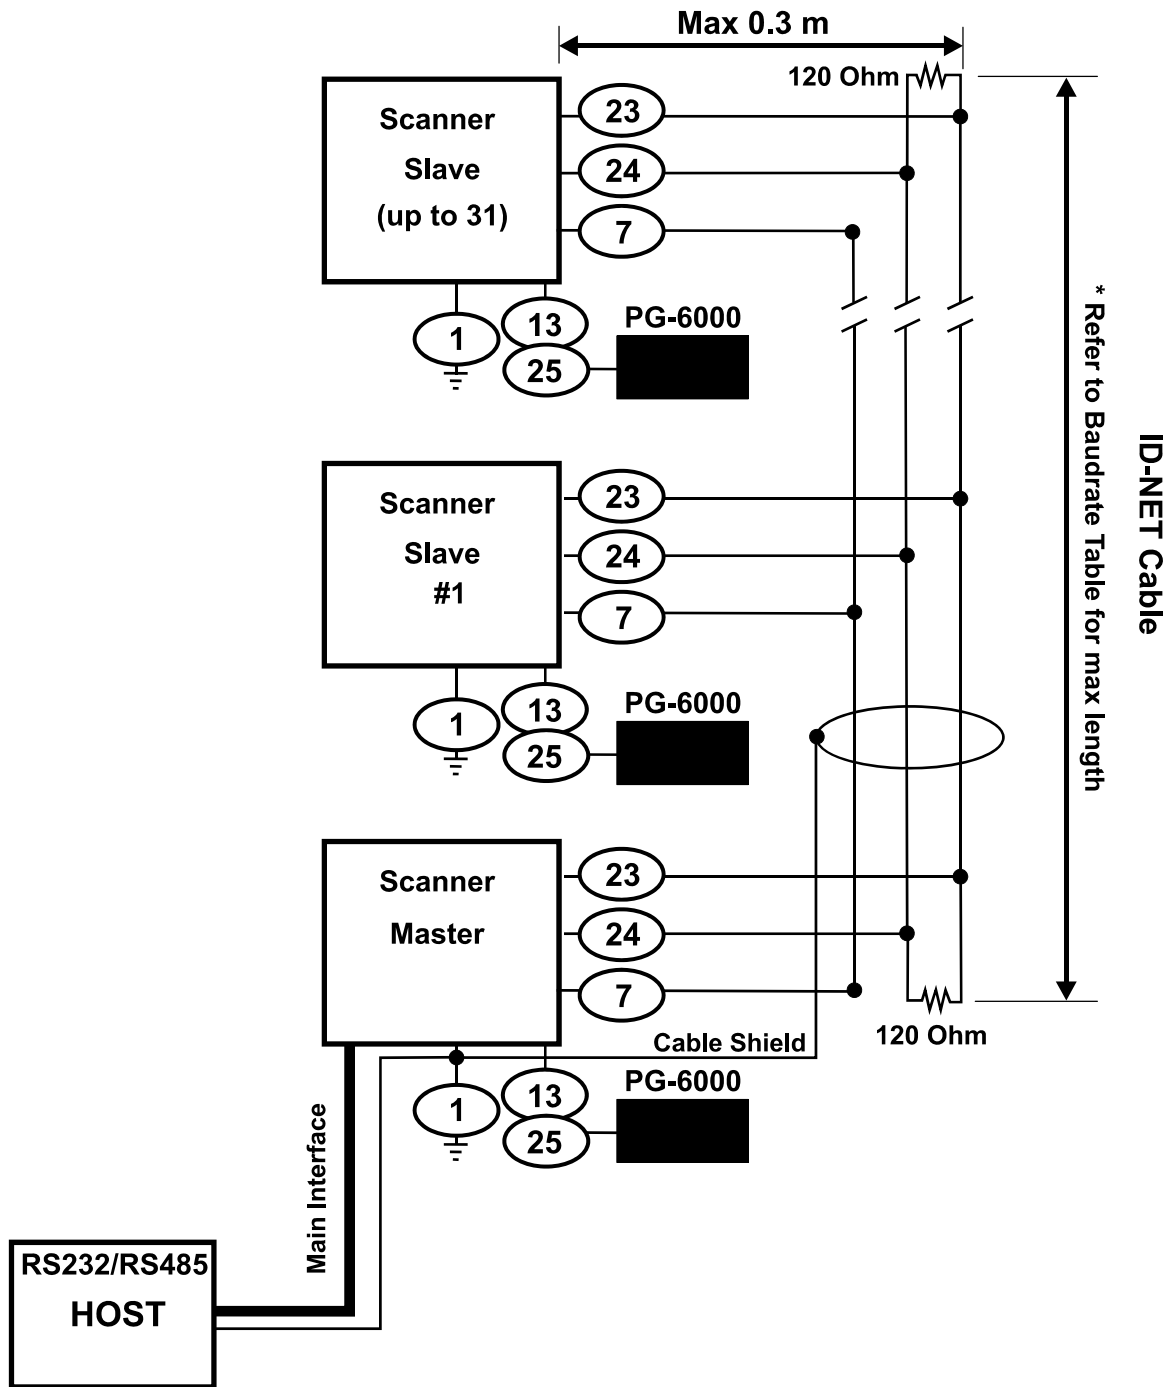 Max 0.3 m
120 Ohm
Scanner
Slave
(up to 31)
23
24
7
1
13
25
PG-6000
Scanner
Slave
#1
23
24
7
1
13
25
PG-6000
ID-NET Cable
* Refer to Baudrate Table for max length
Scanner
Master
23
24
7
120 Ohm
Cable Shield
1
13
25
PG-6000
Main Interface
RS232/RS485
HOST